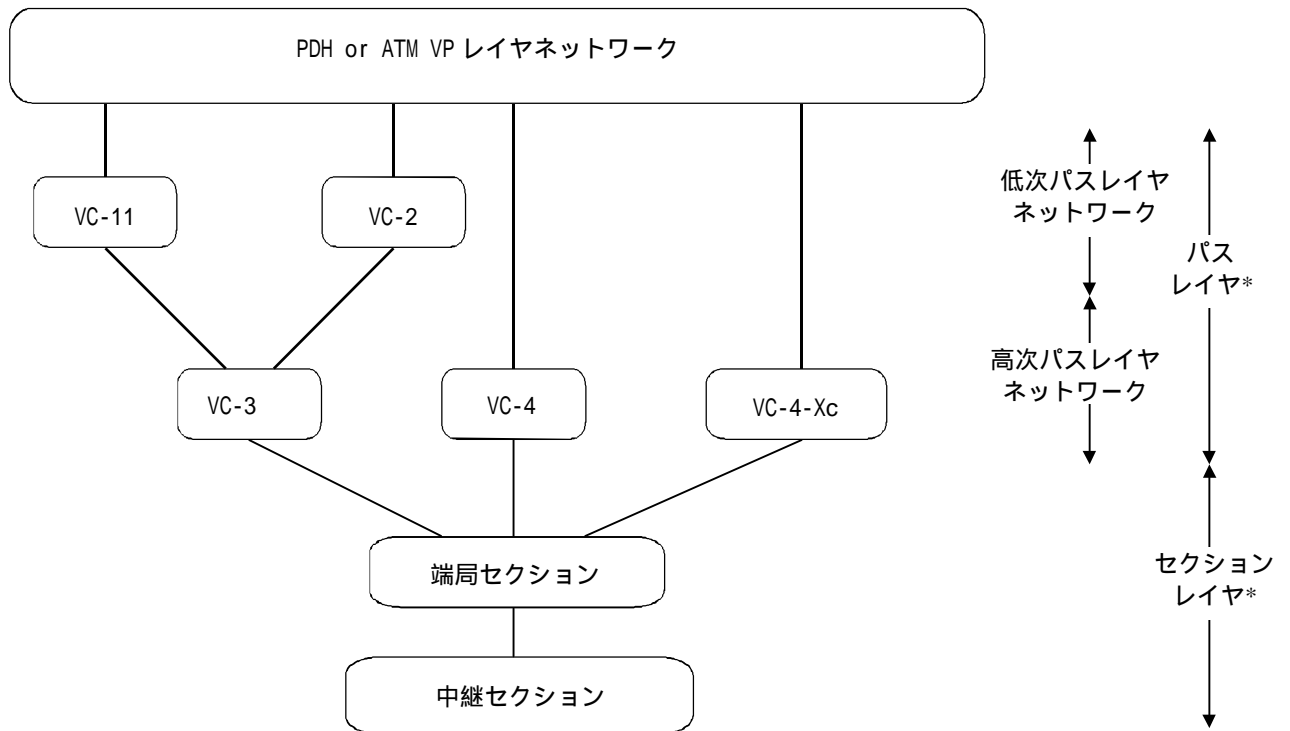 PDH or ATM VP レイヤネットワーク
VC-11
VC-2
低次パスレイヤ
ネットワーク
パス
レイヤ*
VC-3
VC-4
VC-4-Xc
高次パスレイヤ
ネットワーク
端局セクション
セクション
レイヤ*
中継セクション